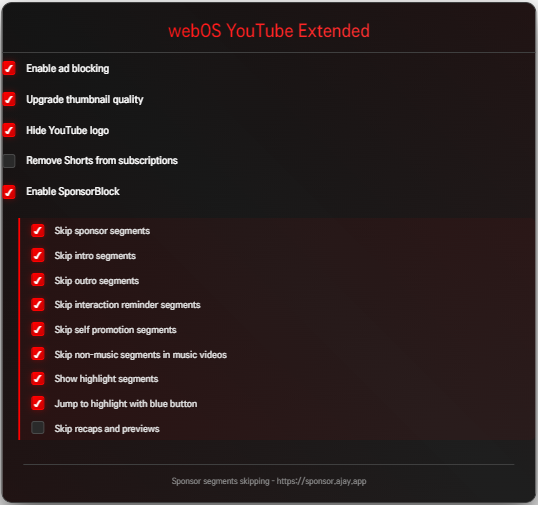 webOS YouTube Extended
Enable ad blocking
Upgrade thumbnail quality
Hide YouTube logo
Remove Shorts from subscriptions
Enable SponsorBlock
Skip sponsor segments
Skip intro segments
Skip outro segments
Skip interaction reminder segments
Skip self promotion segments
Skip non-music segments in music videos
Show highlight segments
Jump to highlight with blue button
Skip recaps and previews
Sponsor segments skipping - https://sponsor.ajay.app